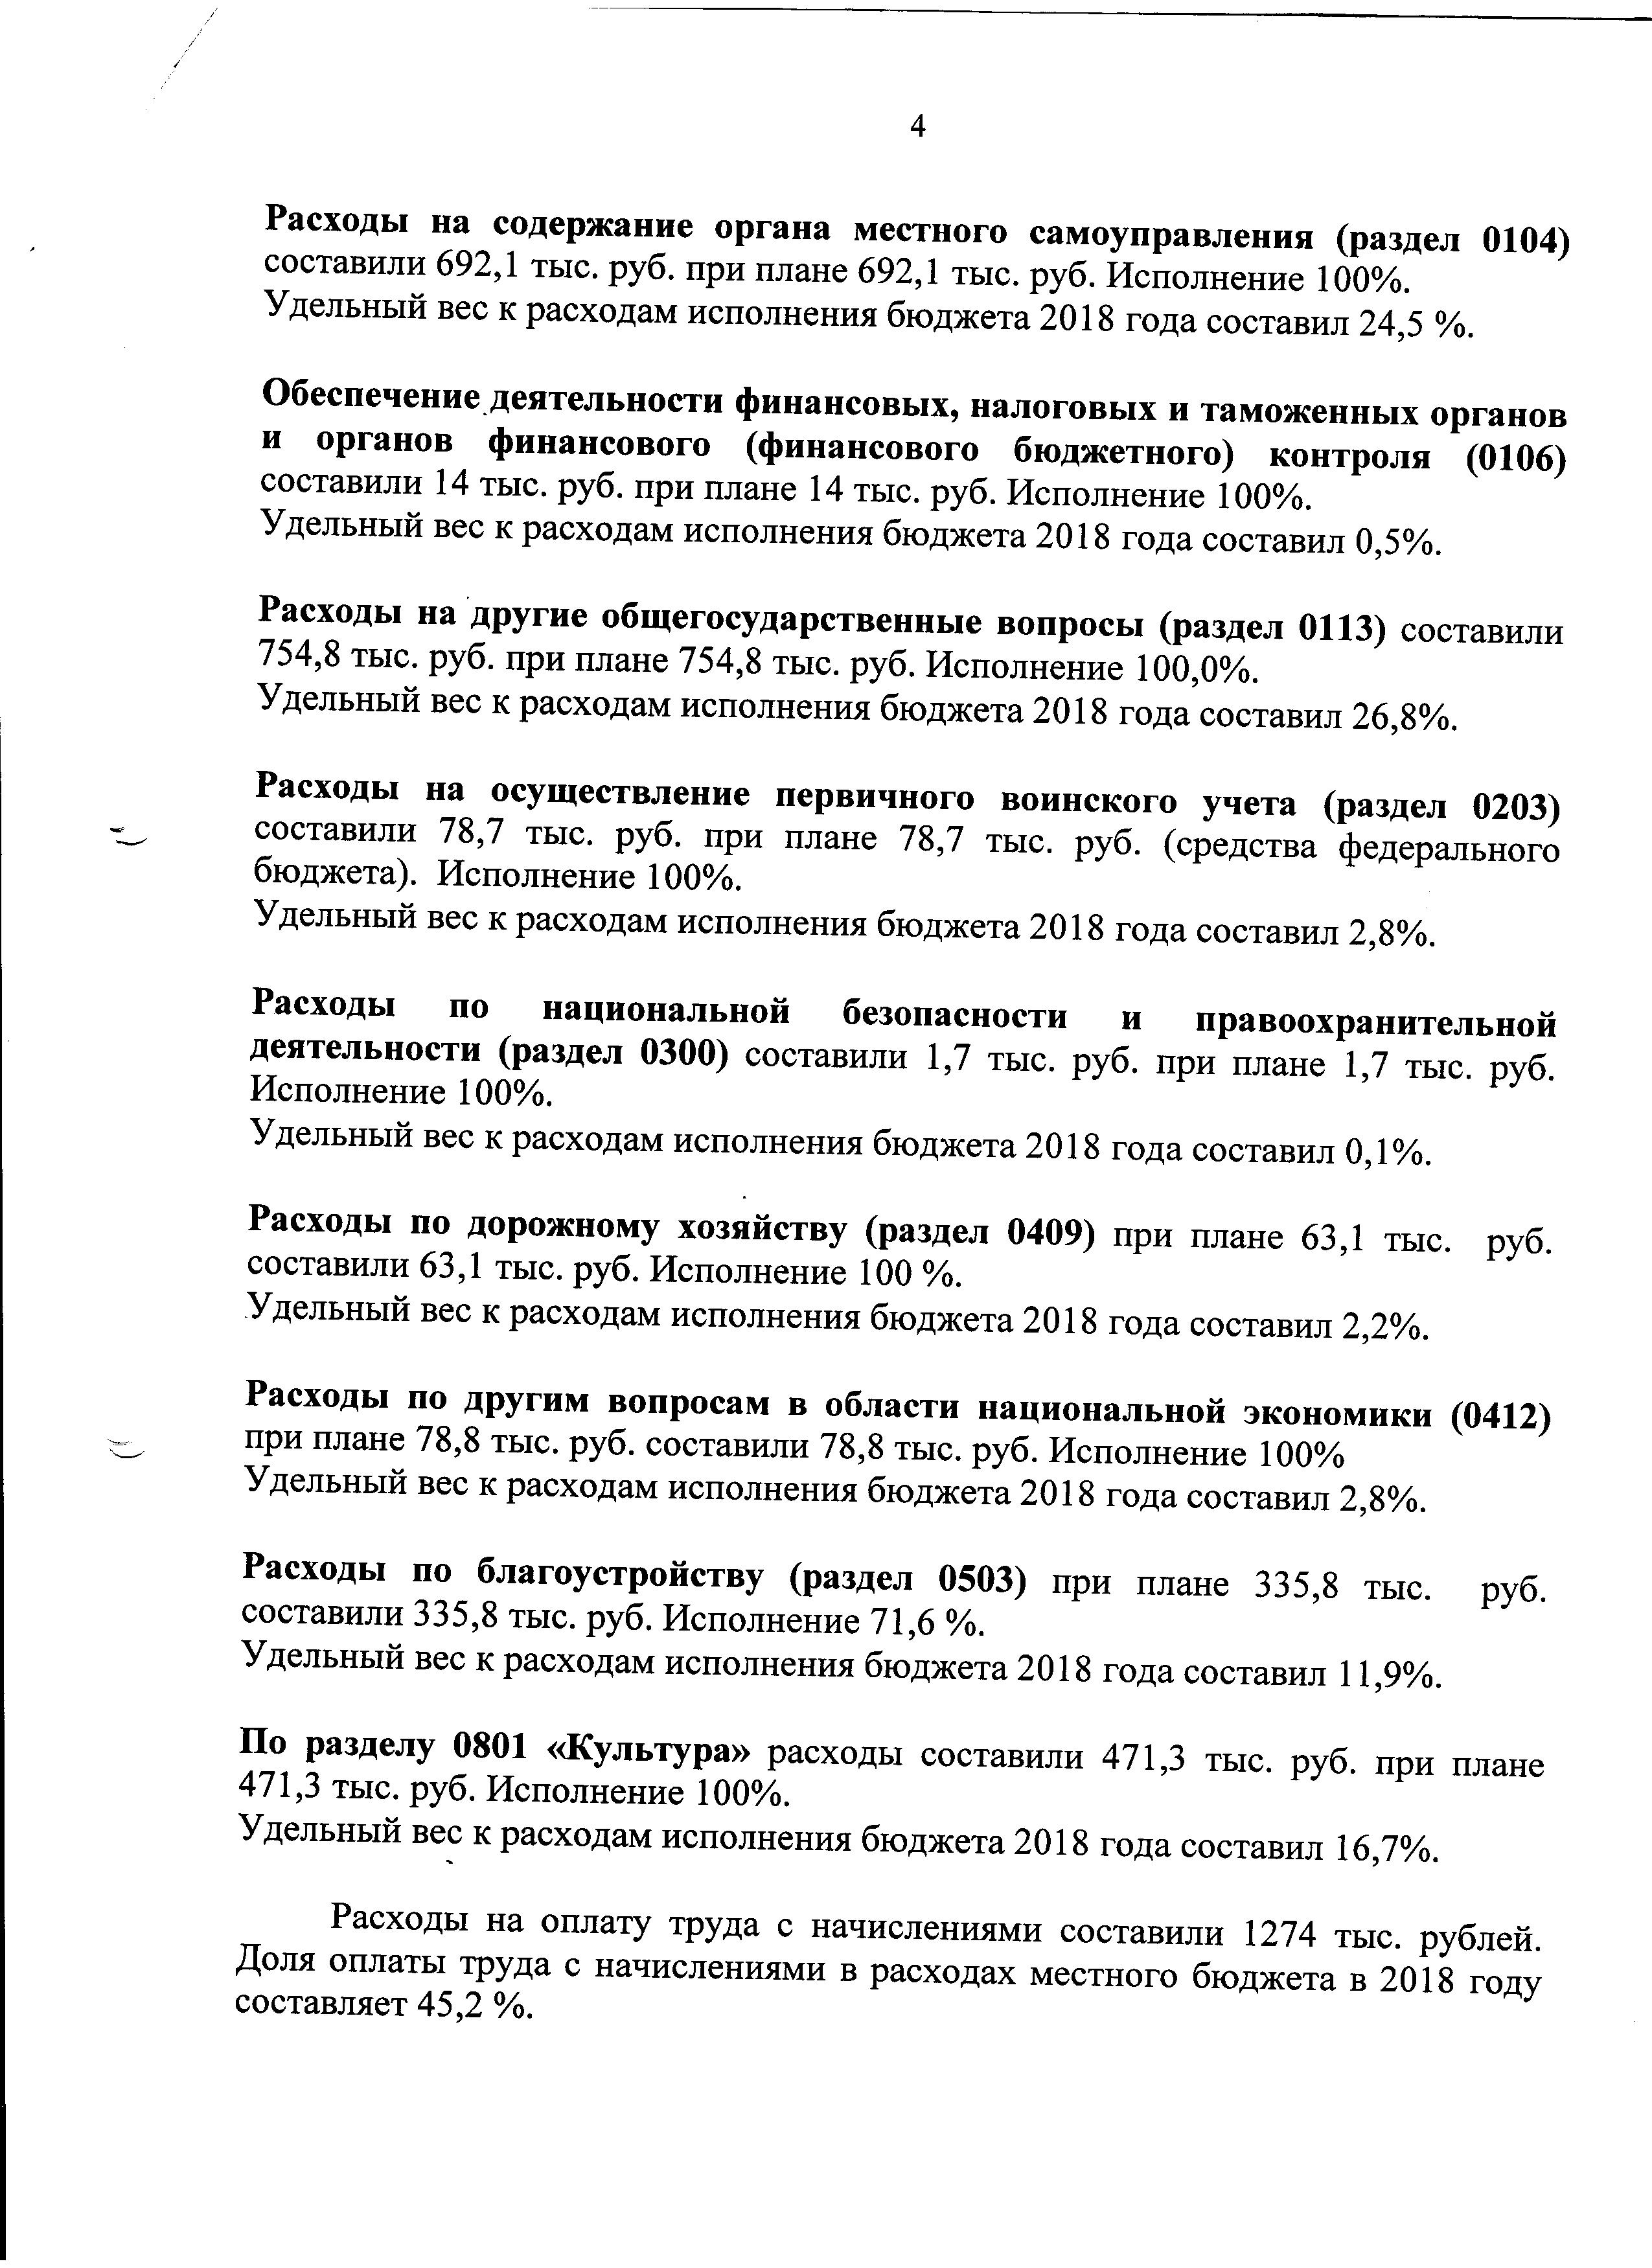 4
Расходы на содержание органа местного самоуправления (раздел 0104)
составили 692,1 тыс. руб. при плане 692,1 тыс. руб. Исполнение 100%.
Удельный вес к расходам исполнения бюджета 2018 года составил 24,5 %.
Обеспечение деятельности финансовых, налоговых и таможенных органов
и органов финансового (финансового бюджетного) контроля (0106)
составили 14 тыс. руб. при плане 14 тыс. руб. Исполнение 100%.
Удельный вес к расходам исполнения бюджета 2018 года составил 0,5%.
Расходы на другие общегосударственные вопросы (раздел 0113) составили
754,8 тыс. руб. при плане 754,8 тыс. руб. Исполнение 100,0%.
Удельный вес к расходам исполнения бюджета 2018 года составил 26,8%.
Расходы на осуществление первичного воинского учета (раздел 0203)
составили 78,7 тыс. руб. при плане 78,7 тыс. руб. (средства федерального
бюджета). Исполнение 100%.
Удельный вес к расходам исполнения бюджета 2018 года составил 2,8%.
Расходы по национальной безопасности и правоохранительной
деятельности (раздел 0300) составили 1,7 тыс. руб. при плане 1,7 тыс. руб.
Исполнение 100%.
Удельный вес к расходам исполнения бюджета 2018 года составил 0,1%.
Расходы по дорожному хозяйству (раздел 0409) при плане 63,1 тыс. руб.
составили 63,1 тыс. руб. Исполнение 100 %.
Удельный вес к расходам исполнения бюджета 2018 года составил 2,2%.
Расходы по другим вопросам в области национальной экономики (0412)
при плане 78,8 тыс. руб. составили 78,8 тыс. руб. Исполнение 100%
Удельный вес к расходам исполнения бюджета 2018 года составил 2,8%.
Расходы по благоустройству (раздел 0503) при плане 335,8 тыс. руб.
составили 335,8 тыс. руб. Исполнение 71,6 %.
Удельный вес к расходам исполнения бюджета 2018 года составил 11,9%.
По разделу 0801 «Культура» расходы составили 471,3 тыс. руб. при плане
471,3 тыс. руб. Исполнение 100%.
Удельный вес к расходам исполнения бюджета 2018 года составил 16,7%.
Расходы на оплату труда с начислениями составили 1274 тыс. рублей.
Доля оплаты труда с начислениями в расходах местного бюджета в 2018 году
составляет 45,2 %.